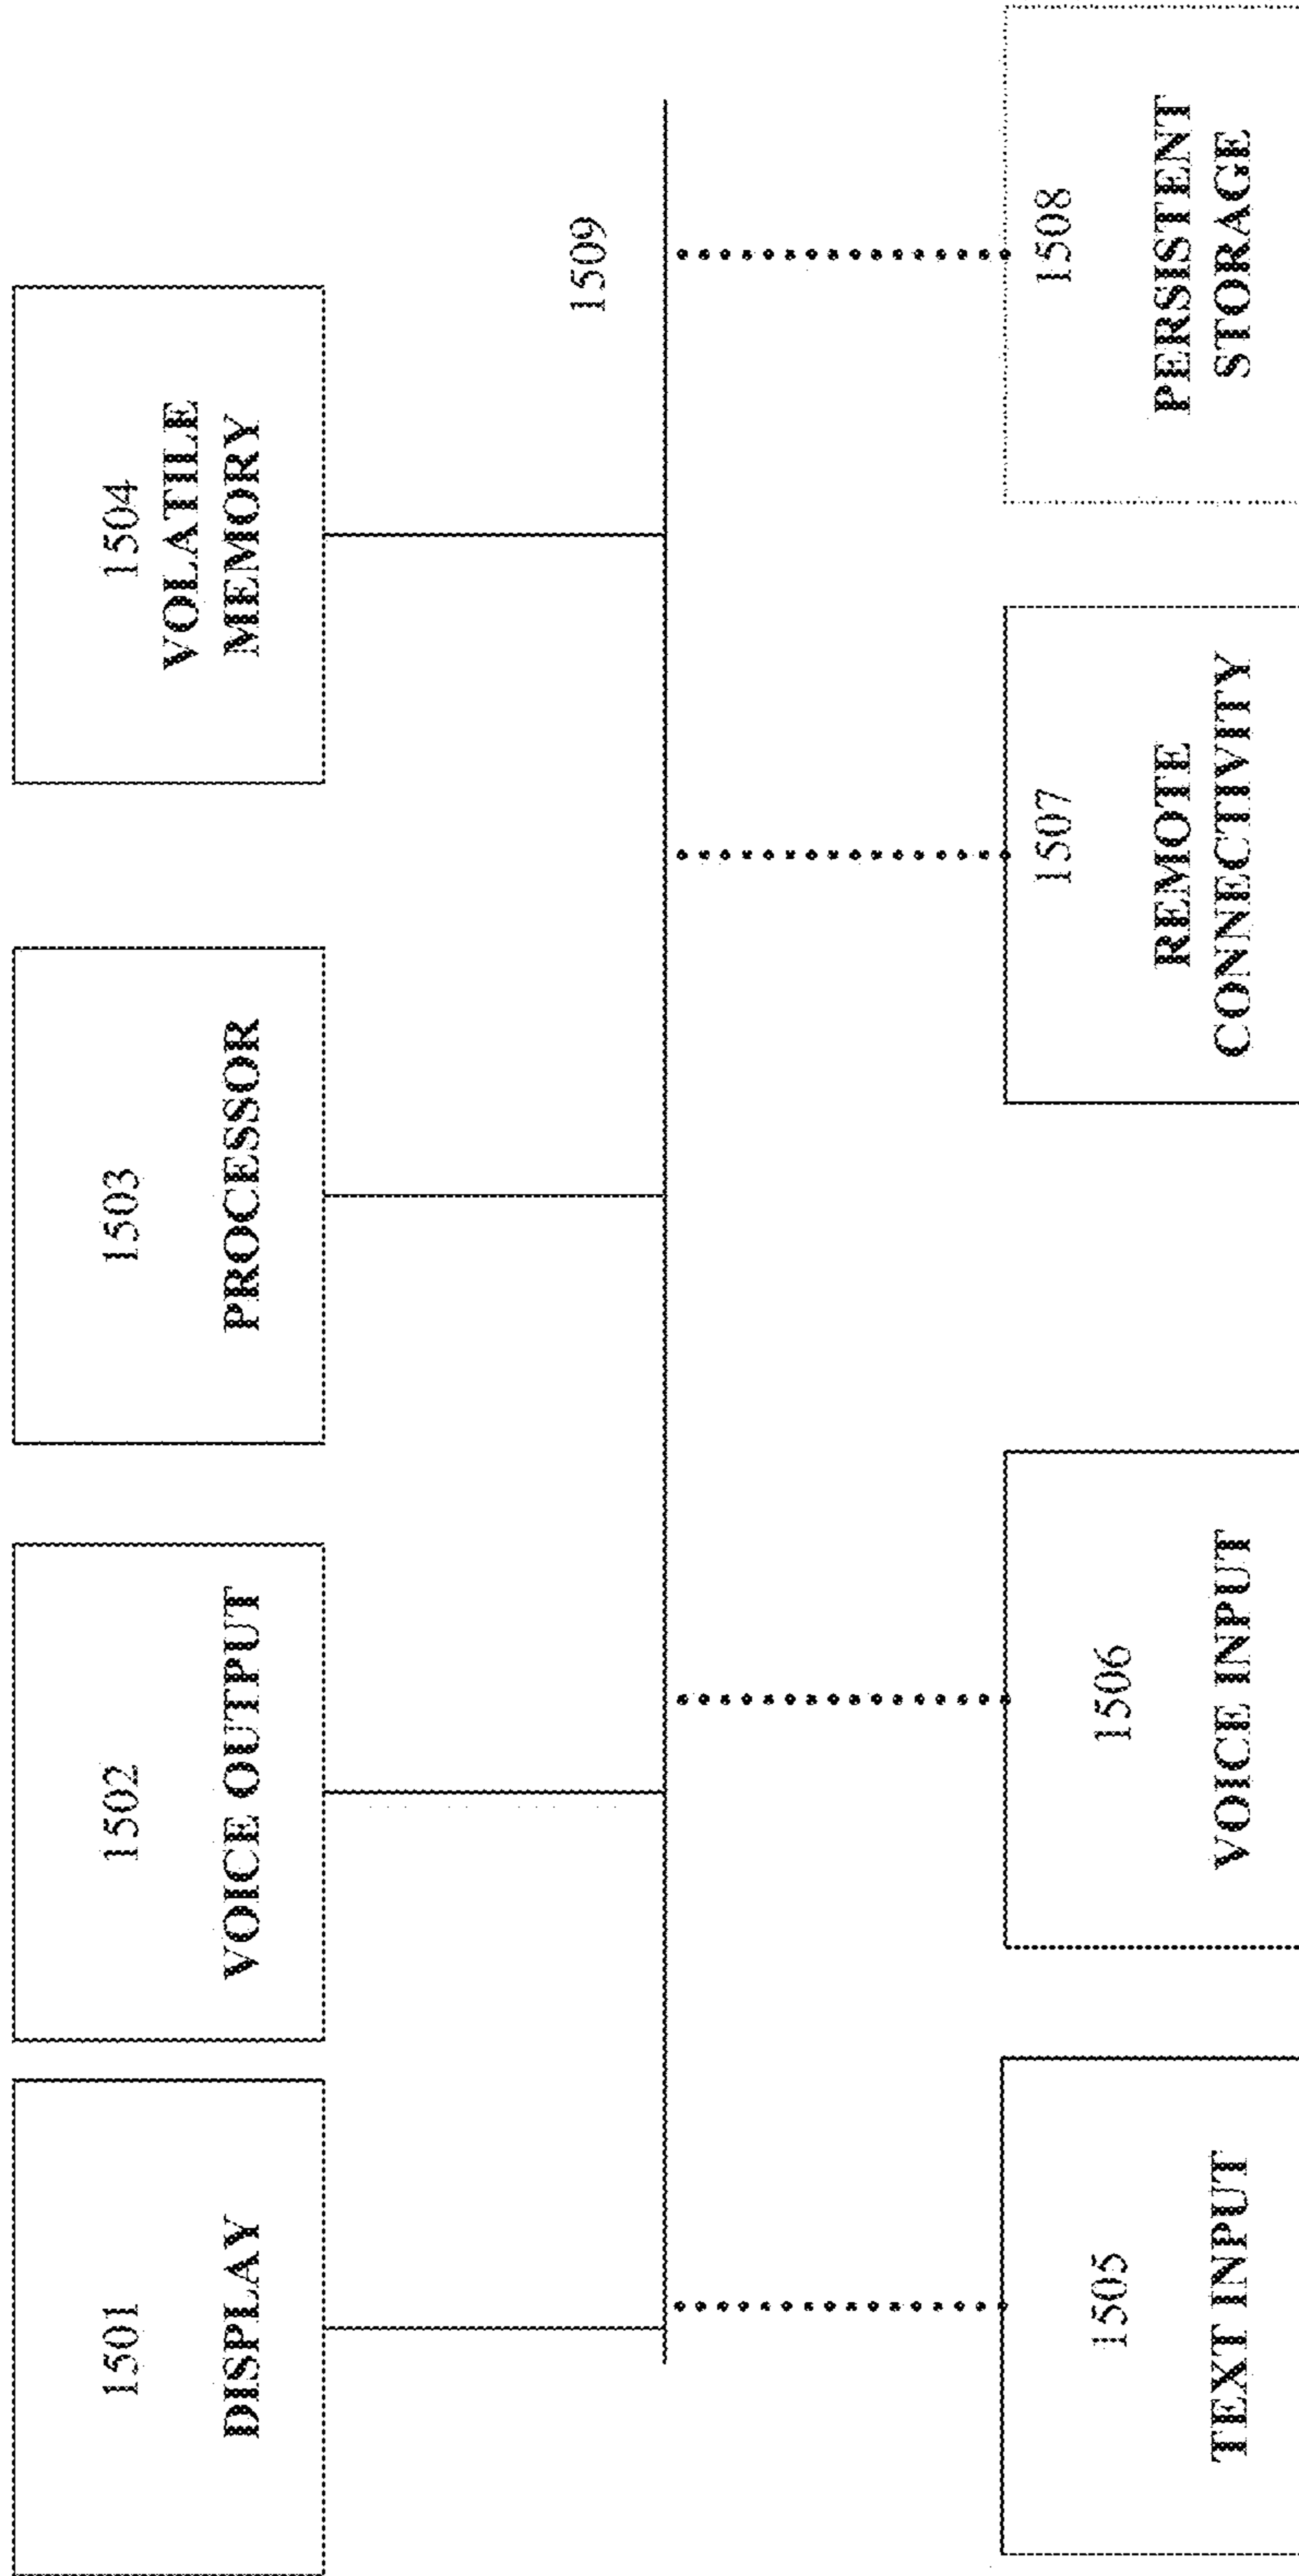 1501
DISPLAY
1502
VOICE OUTPUT
1503
PROCESSOR
1504
VOLATILE
MEMORY
1509
1505
TEXT INPUT
1506
VOICE INPUT
1507
REMOTE
CONNECTIVITY
1508
PERSISTENT
STORAGE